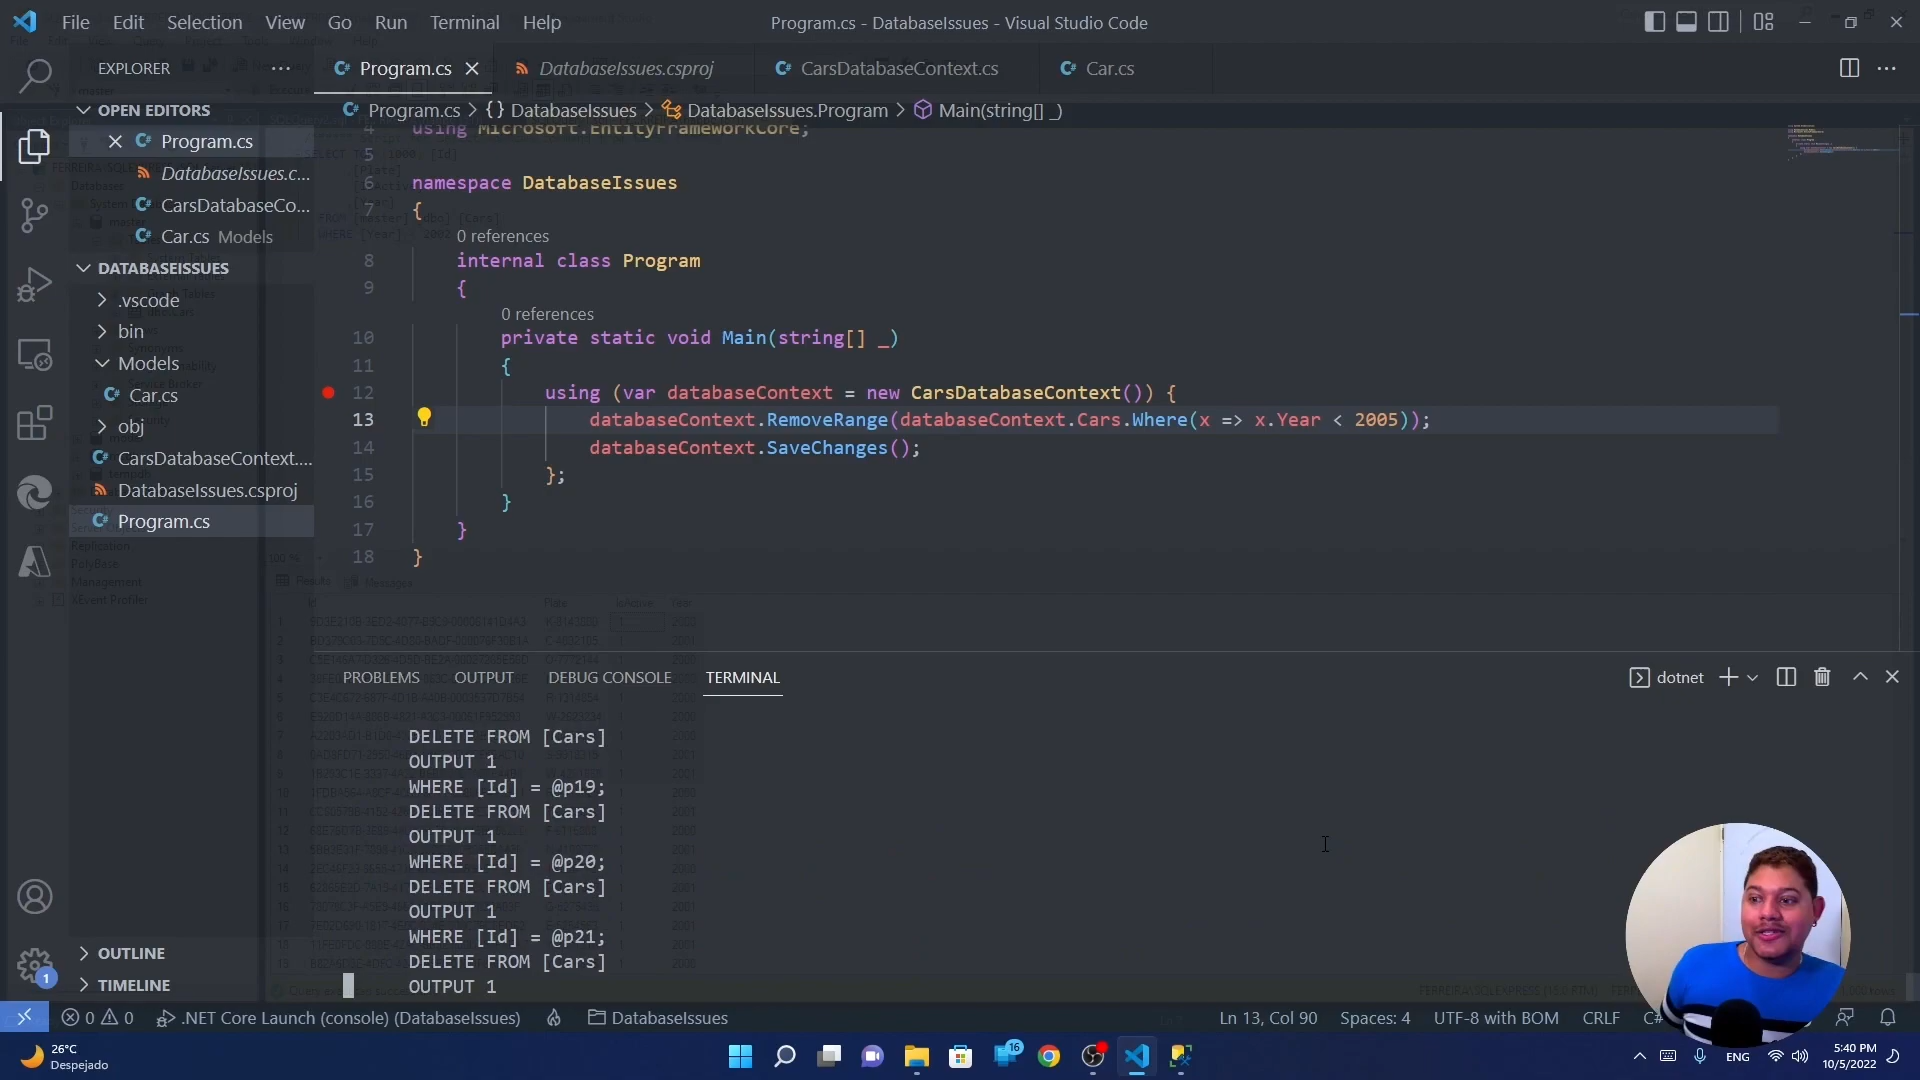 File Edit Selection View Go Run Terminal Help
Program.cs - DatabaseIssues - Visual Studio Code
EXPLORER
Program.cs
DatabaseIssues.csproj
CarsDatabaseContext.cs
Car.cs
OPEN EDITORS
Program.cs
DatabaseIssues.c...
CarsDatabaseCo...
Car.cs Models
DATABASEISSUES
.vscode
bin
Models
Car.cs
obj
CarsDatabaseContext....
DatabaseIssues.csproj
Program.cs
OUTLINE
TIMELINE
Program.cs > {} DatabaseIssues > DatabaseIssues.Program > Main(string[] _)
4 using Microsoft.EntityFrameworkCore;
5
6 namespace DatabaseIssues
7 {
0 references
8 internal class Program
9 {
0 references
10 private static void Main(string[] _)
11 {
12 using (var databaseContext = new CarsDatabaseContext()) {
13 databaseContext.RemoveRange(databaseContext.Cars.Where(x => x.Year < 2005));
14 databaseContext.SaveChanges();
15 };
16 }
17 }
18 }
PROBLEMS OUTPUT DEBUG CONSOLE TERMINAL
dotnet
DELETE FROM [Cars]
OUTPUT 1
WHERE [Id] = @p19;
DELETE FROM [Cars]
OUTPUT 1
WHERE [Id] = @p20;
DELETE FROM [Cars]
OUTPUT 1
WHERE [Id] = @p21;
DELETE FROM [Cars]
OUTPUT 1
1
0 0 .NET Core Launch (console) (DatabaseIssues) DatabaseIssues
Ln 13, Col 90 Spaces: 4 UTF-8 with BOM CRLF C#
26°C
Despejado
16
ENG
5:40 PM
10/5/2022